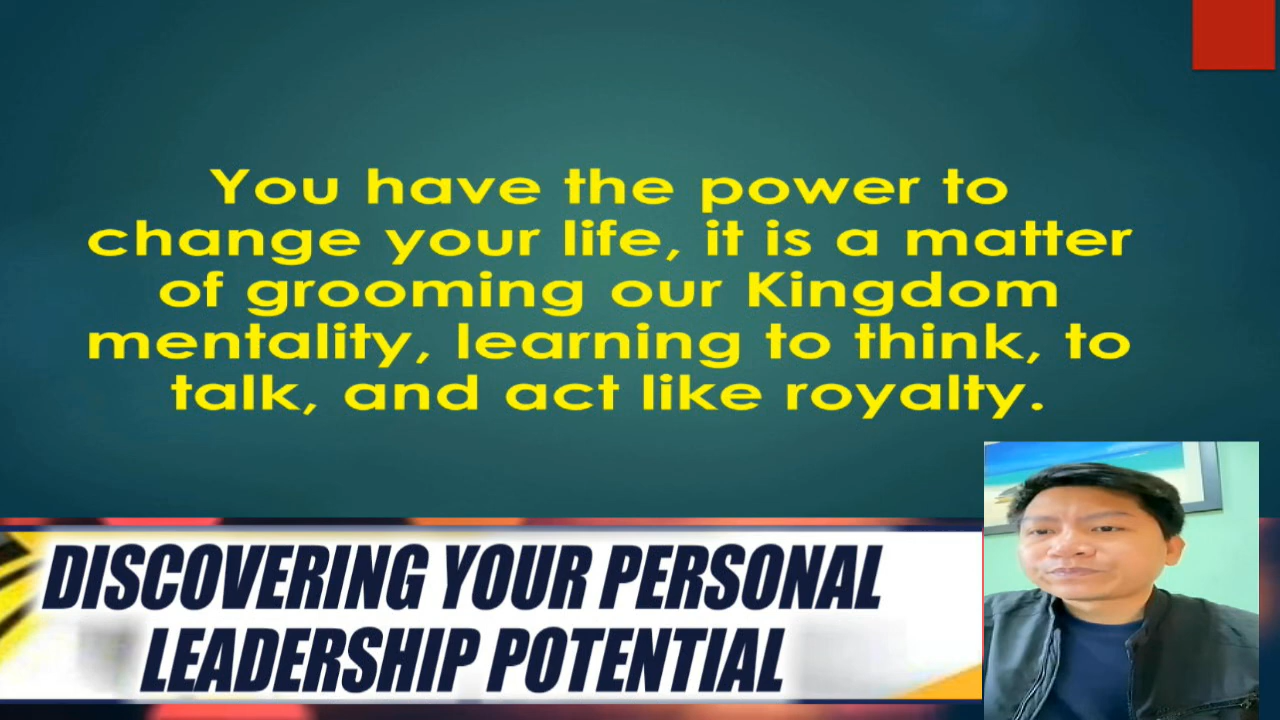 You have the power to
change your life, it is a matter
of grooming our Kingdom
mentality, learning to think, to
talk, and act like royalty.
DISCOVERING YOUR PERSONAL
LEADERSHIP POTENTIAL